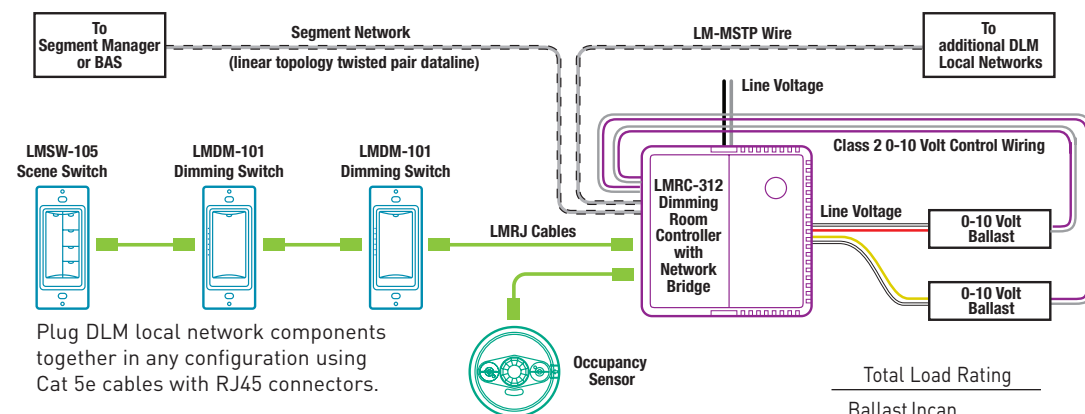 To
Segment Manager
or BAS
Segment Network
(linear topology twisted pair dataline)
LM-MSTP Wire
To
additional DLM
Local Networks
Line Voltage
Class 2 0-10 Volt Control Wiring
LMSW-105
Scene Switch
LMDM-101
Dimming Switch
LMDM-101
Dimming Switch
LMRJ Cables
LMRC-312
Dimming
Room
Controller
with
Network
Bridge
Line Voltage
0-10 Volt
Ballast
0-10 Volt
Ballast
Occupancy
Sensor
Plug DLM local network components
together in any configuration using
Cat 5e cables with RJ45 connectors.
Total Load Rating
Ballast Incan